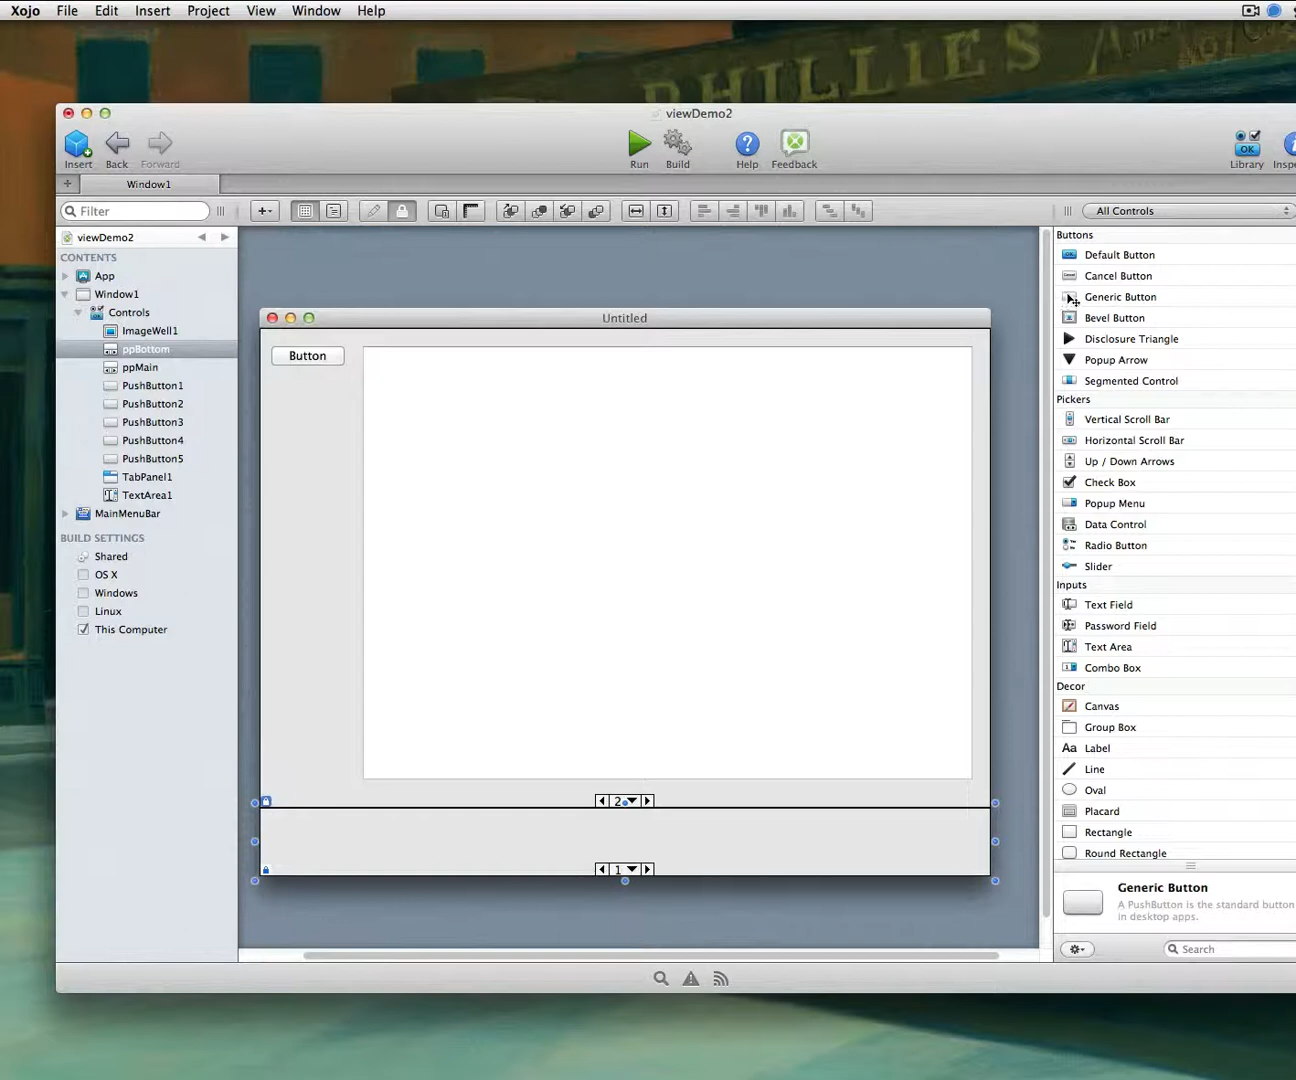 Xojo File Edit Insert Project View Window Help
PHILLIES
viewDemo2
Insert Back Forward Run Build Help Feedback Library
Window1
Filter
All Controls
viewDemo2
CONTENTS
App
Window1
Controls
ImageWell1
ppBottom
ppMain
PushButton1
PushButton2
PushButton3
PushButton4
PushButton5
TabPanel1
TextArea1
MainMenuBar
BUILD SETTINGS
Shared
OS X
Windows
Linux
This Computer
Untitled
Button
2
1
Buttons
Default Button
Cancel Button
Generic Button
Bevel Button
Disclosure Triangle
Popup Arrow
Segmented Control
Pickers
Vertical Scroll Bar
Horizontal Scroll Bar
Up / Down Arrows
Check Box
Popup Menu
Data Control
Radio Button
Slider
Inputs
Text Field
Password Field
Text Area
Combo Box
Decor
Canvas
Group Box
Aa Label
Line
Oval
Placard
Rectangle
Round Rectangle
Generic Button
A PushButton is the standard button
in desktop apps.
Search